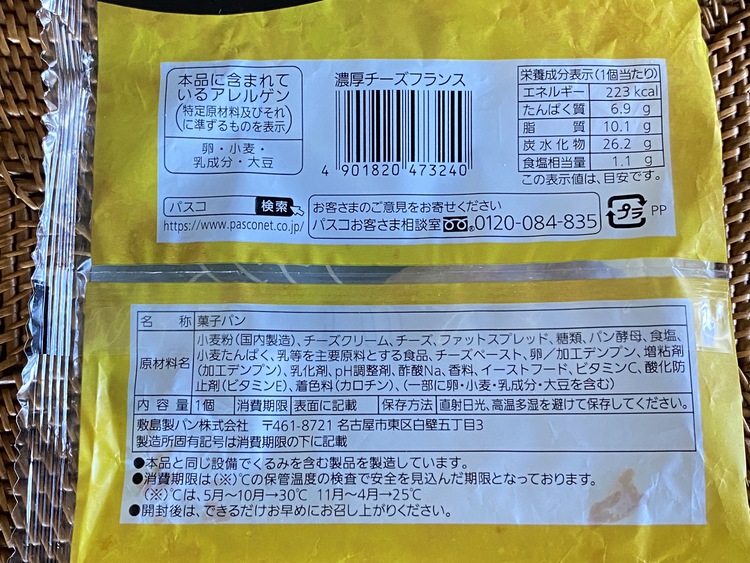 本品に含まれて
いるアレルゲン
(特定原材料及びそれ
に準ずるものを表示)
卵・小麦・
乳成分・大豆
濃厚チーズフランス
4 901820 473240
栄養成分表示(1個当たり)
エネルギー 223 kcal
たんぱく質 6.9 g
脂質 10.1 g
炭水化物 26.2 g
食塩相当量 1.1 g
この表示値は、目安です。
パスコ 検索
https://www.pasconet.co.jp/
お客さまのご意見をお寄せください
パスコお客さま相談室 0120-084-835
プラ PP
名称 菓子パン
原材料名 小麦粉(国内製造)、チーズクリーム、チーズ、ファットスプレッド、糖類、パン酵母、食塩、
小麦たんぱく、乳等を主要原料とする食品、チーズペースト、卵/加工デンプン、増粘剤
(加工デンプン)、乳化剤、pH調整剤、酢酸Na、香料、イーストフード、ビタミンC、酸化防
止剤(ビタミンE)、着色料(カロチン)、(一部に卵・小麦・乳成分・大豆を含む)
内容量 1個 消費期限 表面に記載 保存方法 直射日光、高温多湿を避けて保存してください。
敷島製パン株式会社 〒461-8721 名古屋市東区白壁五丁目3
製造所固有記号は消費期限の下に記載
●本品と同じ設備でくるみを含む製品を製造しています。
●消費期限は(※)℃の保管温度の検査で安全を見込んだ期限となっております。
(※)℃は、5月〜10月→30℃ 11月〜4月→25℃
●開封後は、できるだけお早めにお召し上がりください。